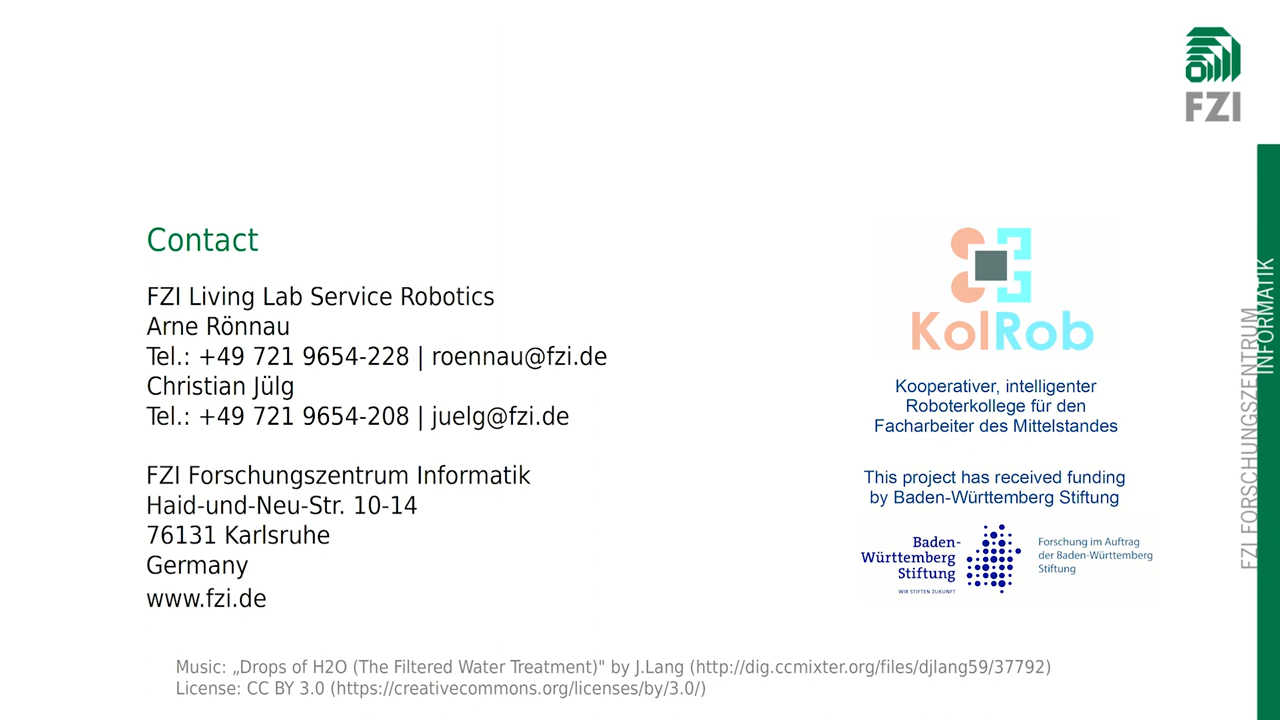 FZI
Contact
FZI Living Lab Service Robotics
Arne Rönnau
Tel.: +49 721 9654-228 | roennau@fzi.de
Christian Jülg
Tel.: +49 721 9654-208 | juelg@fzi.de
FZI Forschungszentrum Informatik
Haid-und-Neu-Str. 10-14
76131 Karlsruhe
Germany
www.fzi.de
KolRob
Kooperativer, intelligenter
Roboterkollege für den
Facharbeiter des Mittelstandes
This project has received funding
by Baden-Württemberg Stiftung
Baden-
Württemberg
Stiftung
WIR STIFTEN ZUKUNFT
Forschung im Auftrag
der Baden-Württemberg
Stiftung
FZI FORSCHUNGSZENTRUM
INFORMATIK
Music: „Drops of H2O (The Filtered Water Treatment)" by J.Lang (http://dig.ccmixter.org/files/djlang59/37792)
License: CC BY 3.0 (https://creativecommons.org/licenses/by/3.0/)